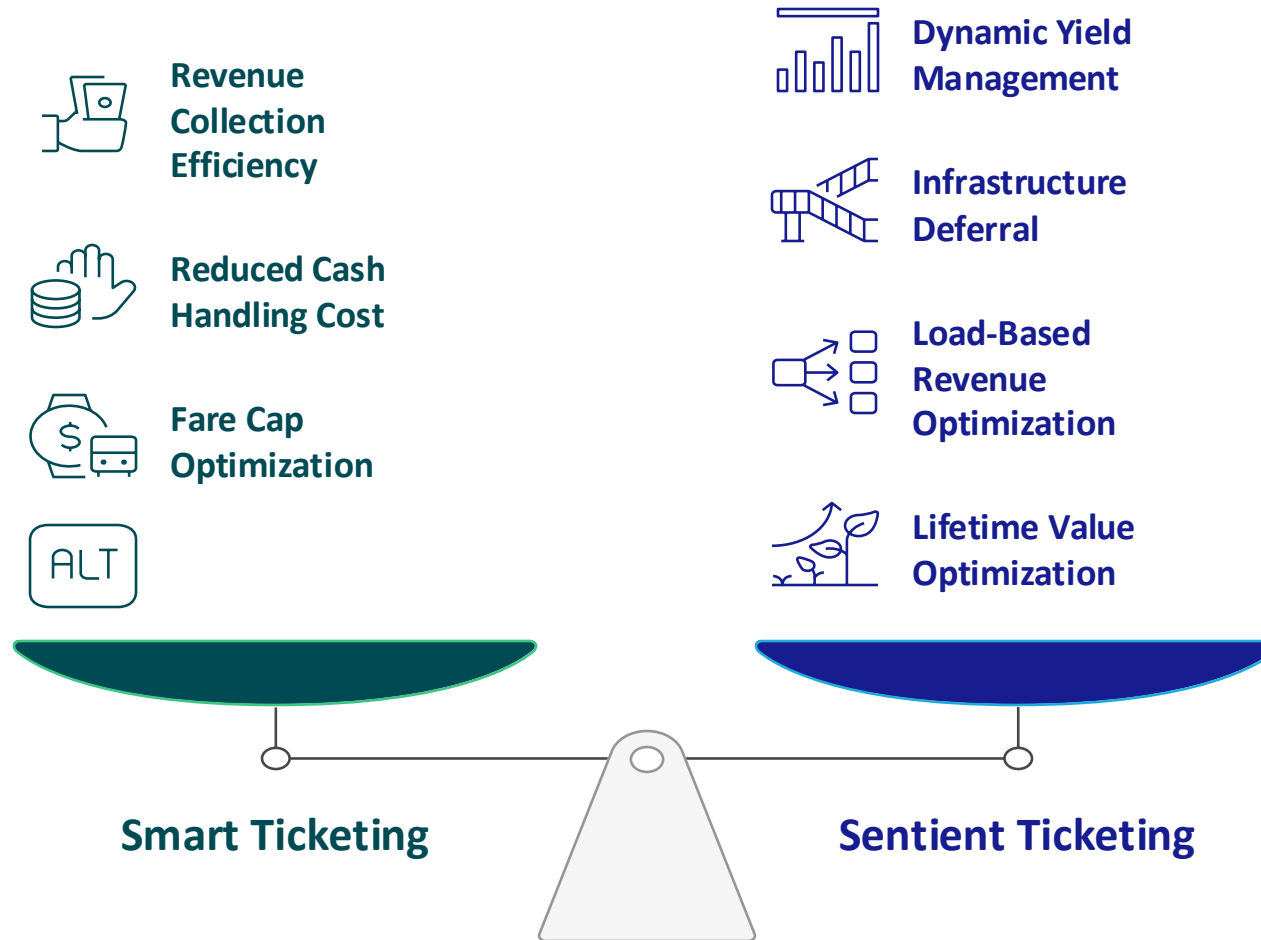 Revenue
Collection
Efficiency
Reduced Cash
Handling Cost
$
Fare Cap
Optimization
ALT
Smart Ticketing
Dynamic Yield
Management
Infrastructure
Deferral
Load-Based
Revenue
Optimization
Lifetime Value
Optimization
Sentient Ticketing